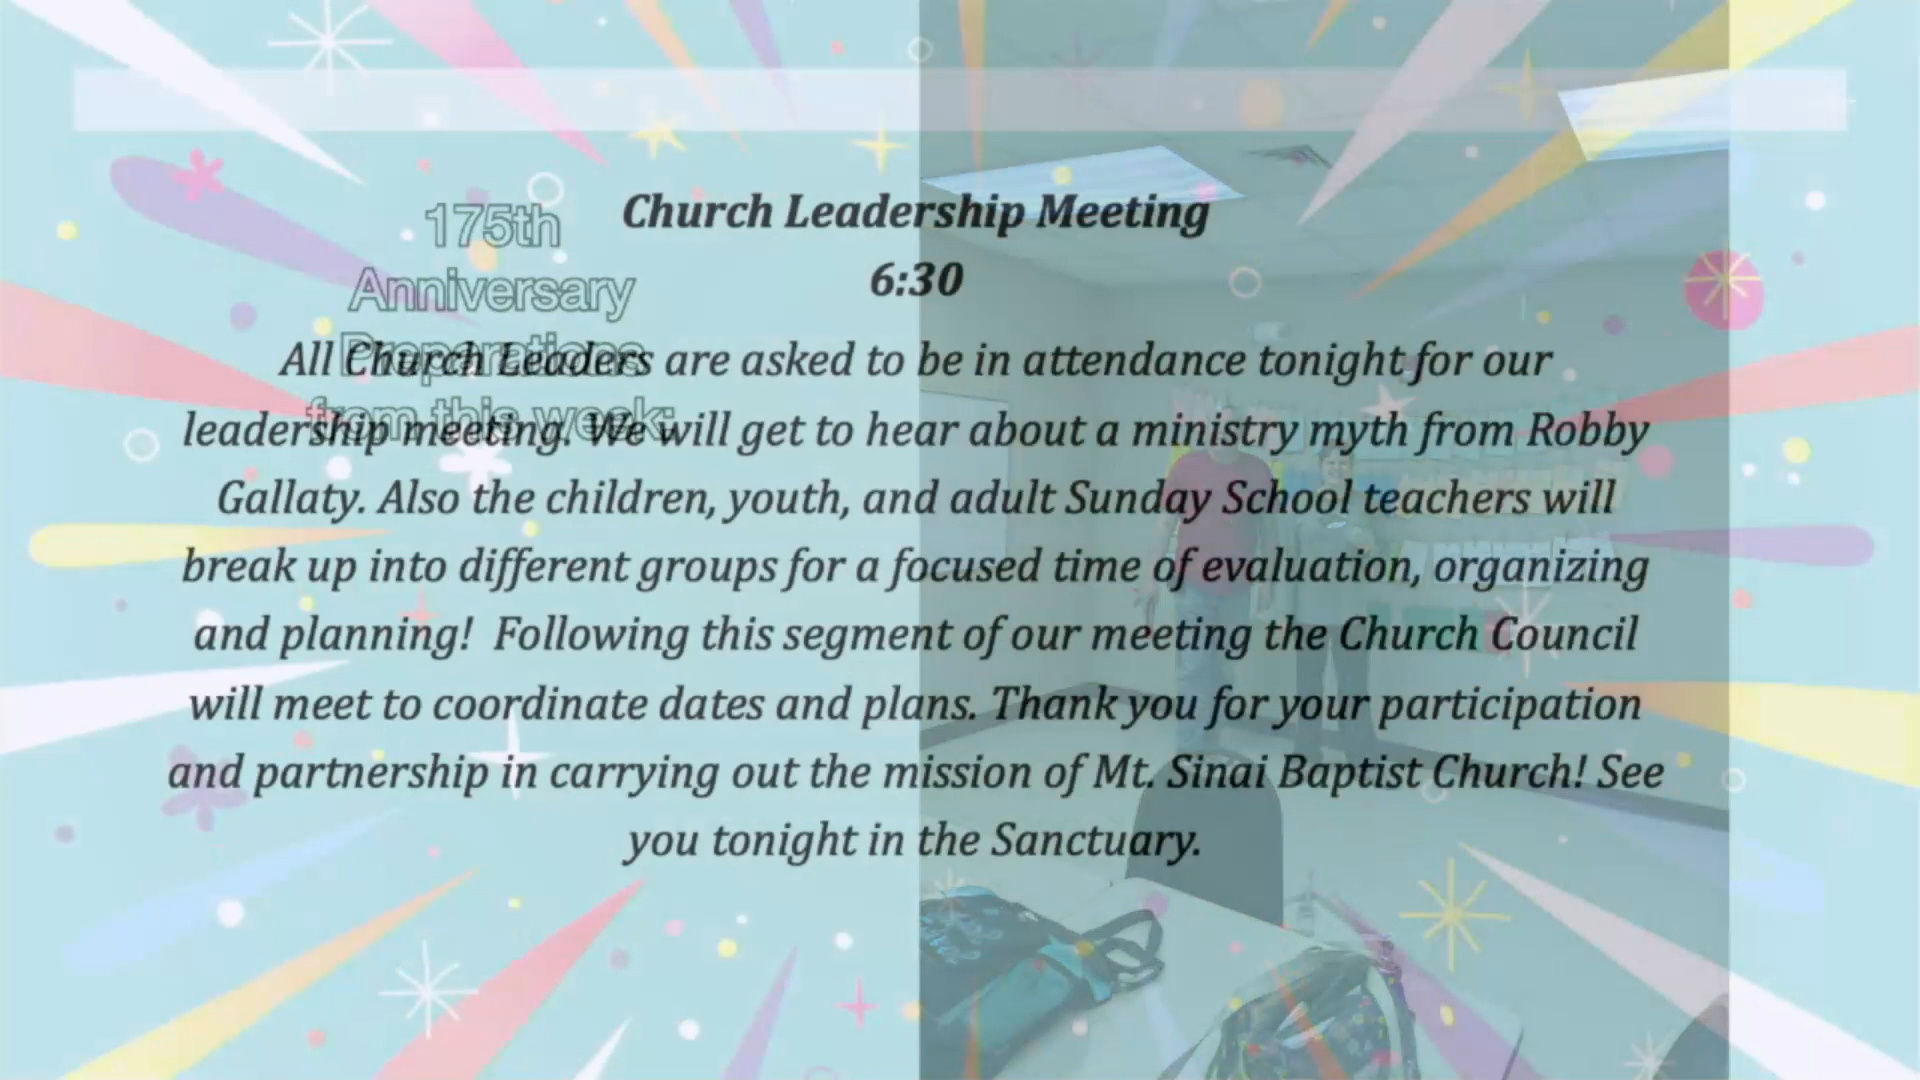 175th
Anniversary
Preparations
from this week:
Church Leadership Meeting
6:30
All Church Leaders are asked to be in attendance tonight for our
leadership meeting. We will get to hear about a ministry myth from Robby
Gallaty. Also the children, youth, and adult Sunday School teachers will
break up into different groups for a focused time of evaluation, organizing
and planning!  Following this segment of our meeting the Church Council
will meet to coordinate dates and plans. Thank you for your participation
and partnership in carrying out the mission of Mt. Sinai Baptist Church! See
you tonight in the Sanctuary.